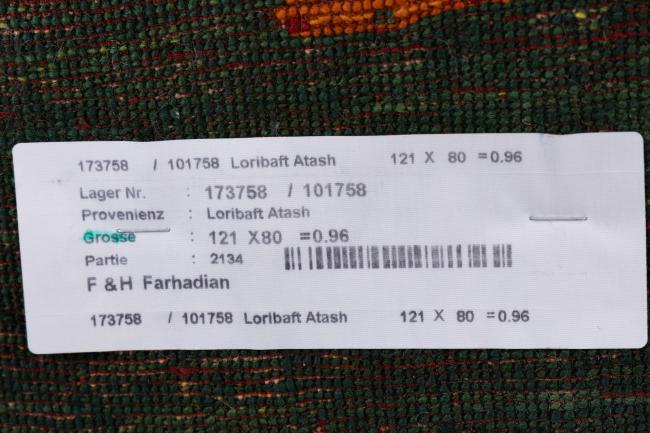 173758 / 101758 Loribaft Atash 121 X 80 =0.96
Lager Nr. : 173758 / 101758
Provenienz : Loribaft Atash
Grosse : 121 X80 =0.96
Partie : 2134
F &H Farhadian
173758 / 101758 Loribaft Atash 121 X 80 =0.96